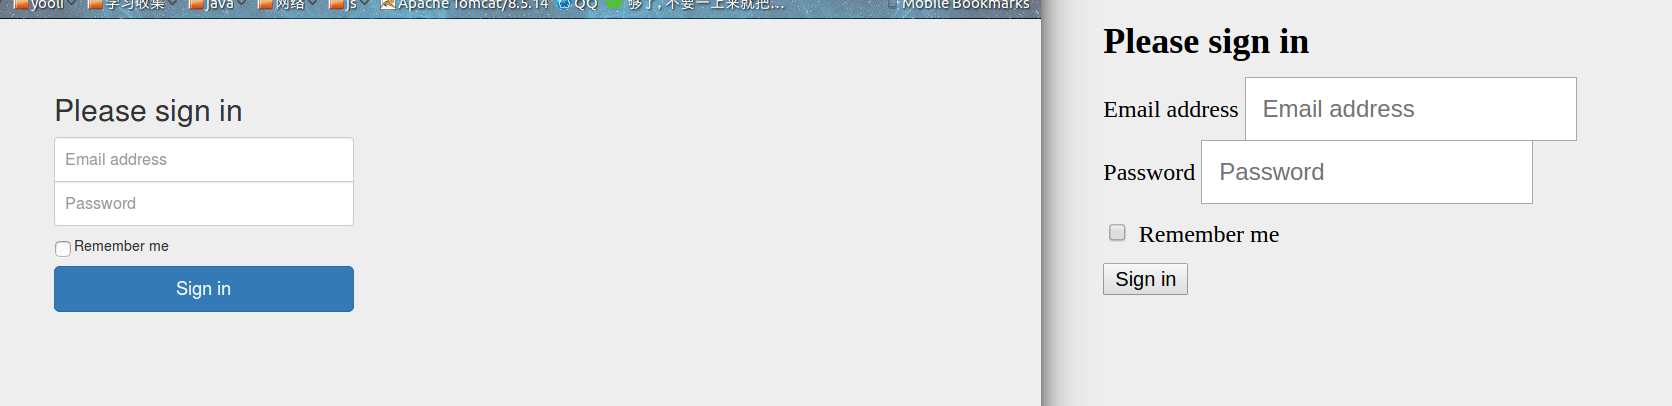 yooli 学习收集 java 网络 js Apache Tomcat/8.5.14 QQ 够了，不要一上来就把... Mobile Bookmarks
Please sign in
Email address
Password
Remember me
Sign in
Please sign in
Email address Email address
Password Password
Remember me
Sign in